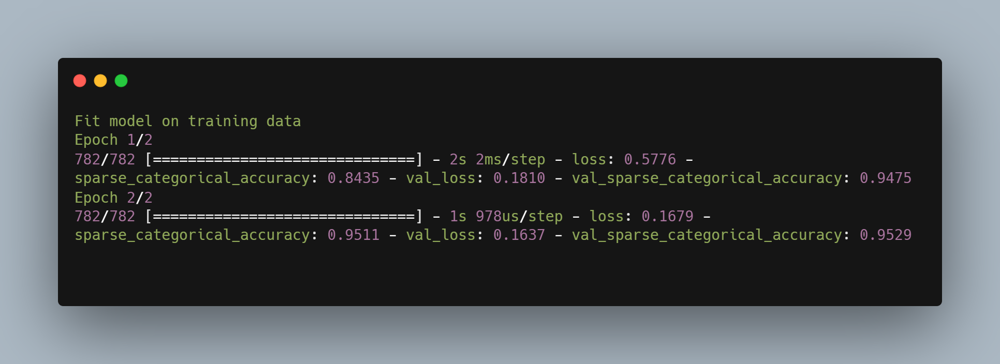 Fit model on training data
Epoch 1/2
782/782 [==============================] - 2s 2ms/step - loss: 0.5776 -
sparse_categorical_accuracy: 0.8435 - val_loss: 0.1810 - val_sparse_categorical_accuracy: 0.9475
Epoch 2/2
782/782 [==============================] - 1s 978us/step - loss: 0.1679 -
sparse_categorical_accuracy: 0.9511 - val_loss: 0.1637 - val_sparse_categorical_accuracy: 0.9529